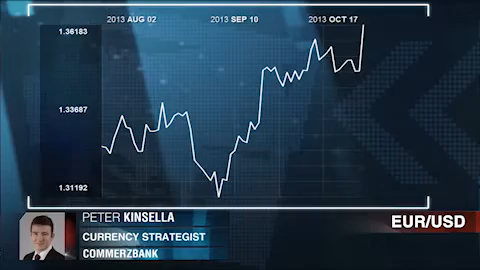 2013 AUG 02 2013 SEP 10 2013 OCT 17
1.36183
1.33687
1.31192
PETER KINSELLA
EUR/USD
CURRENCY STRATEGIST
COMMERZBANK